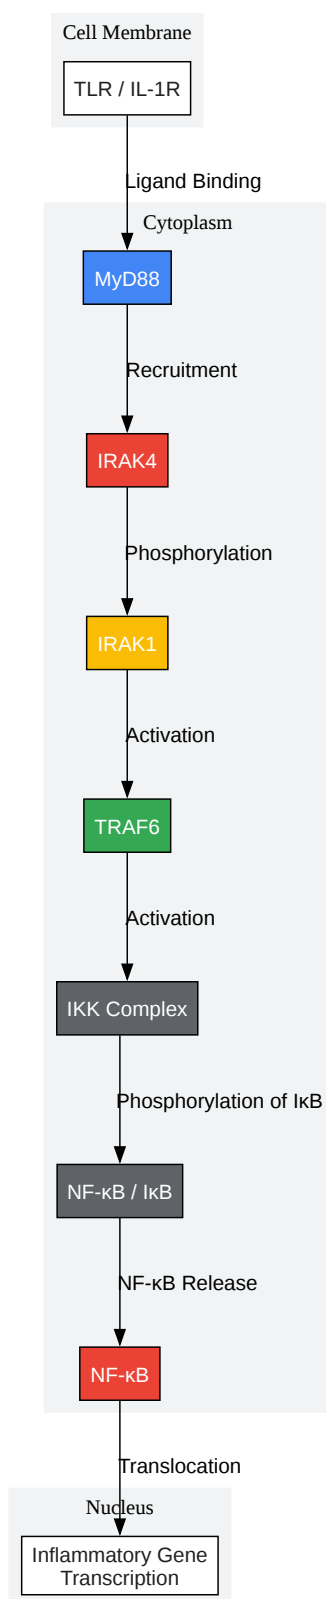 Cell Membrane
TLR / IL-1R
Ligand Binding
Cytoplasm
MyD88
Recruitment
IRAK4
Phosphorylation
IRAK1
Activation
TRAF6
Activation
IKK Complex
Phosphorylation of IκB
NF-κB / IκB
NF-κB Release
NF-κB
Translocation
Nucleus
Inflammatory Gene
Transcription